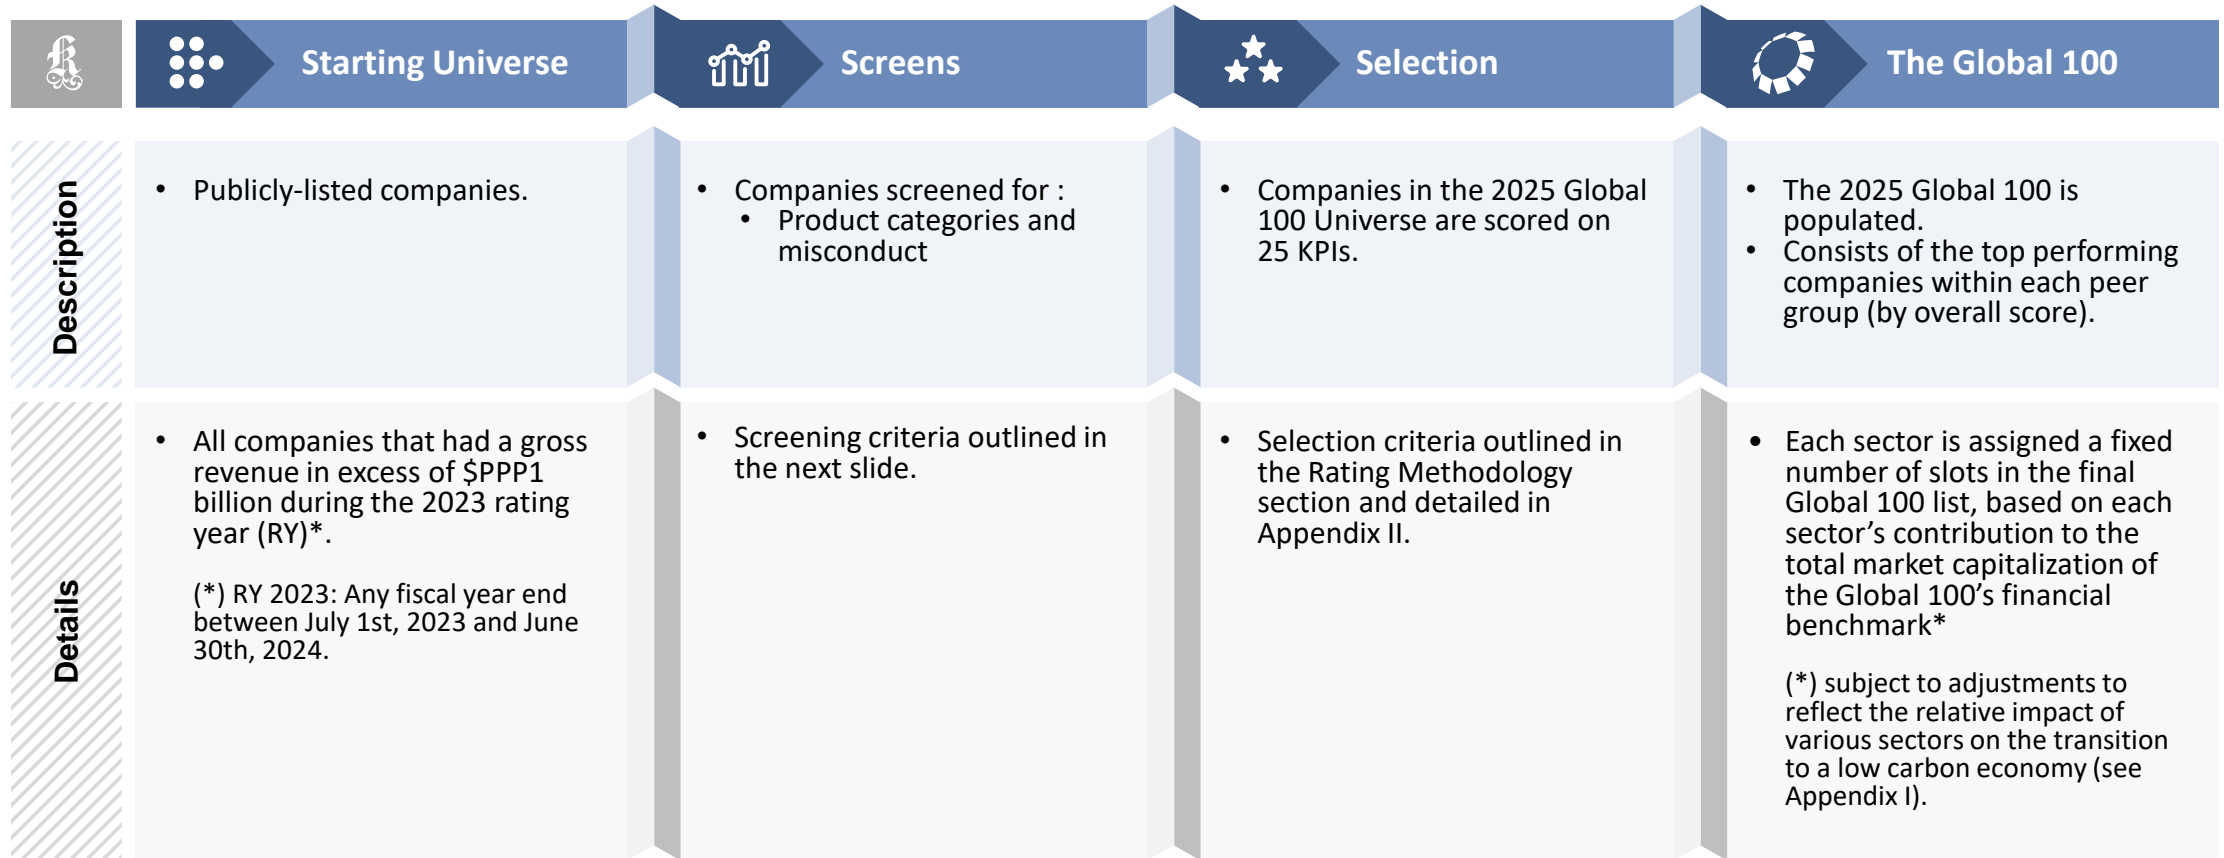 Starting Universe
Screens
Selection
The Global 100
Description
• Publicly-listed companies.
• Companies screened for :
• Product categories and
misconduct
• Companies in the 2025 Global
100 Universe are scored on
25 KPIs.
• The 2025 Global 100 is
populated.
• Consists of the top performing
companies within each peer
group (by overall score).
Details
• All companies that had a gross
revenue in excess of $PPP1
billion during the 2023 rating
year (RY)*.
(*) RY 2023: Any fiscal year end
between July 1st, 2023 and June
30th, 2024.
• Screening criteria outlined in
the next slide.
• Selection criteria outlined in
the Rating Methodology
section and detailed in
Appendix II.
• Each sector is assigned a fixed
number of slots in the final
Global 100 list, based on each
sector’s contribution to the
total market capitalization of
the Global 100’s financial
benchmark*
(*) subject to adjustments to
reflect the relative impact of
various sectors on the transition
to a low carbon economy (see
Appendix I).